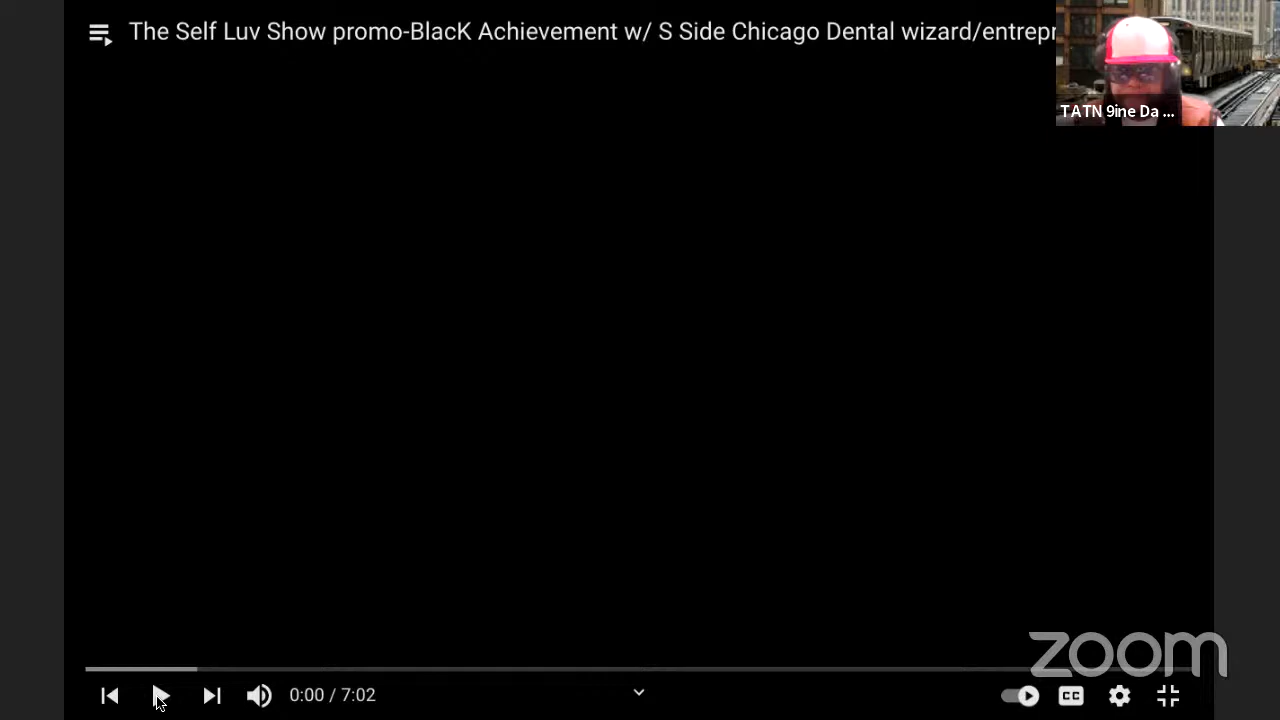 The Self Luv Show promo-BlacK Achievement w/ S Side Chicago Dental wizard/entrepr
TATN 9ine Da ...
zoom
0:00 / 7:02
CC